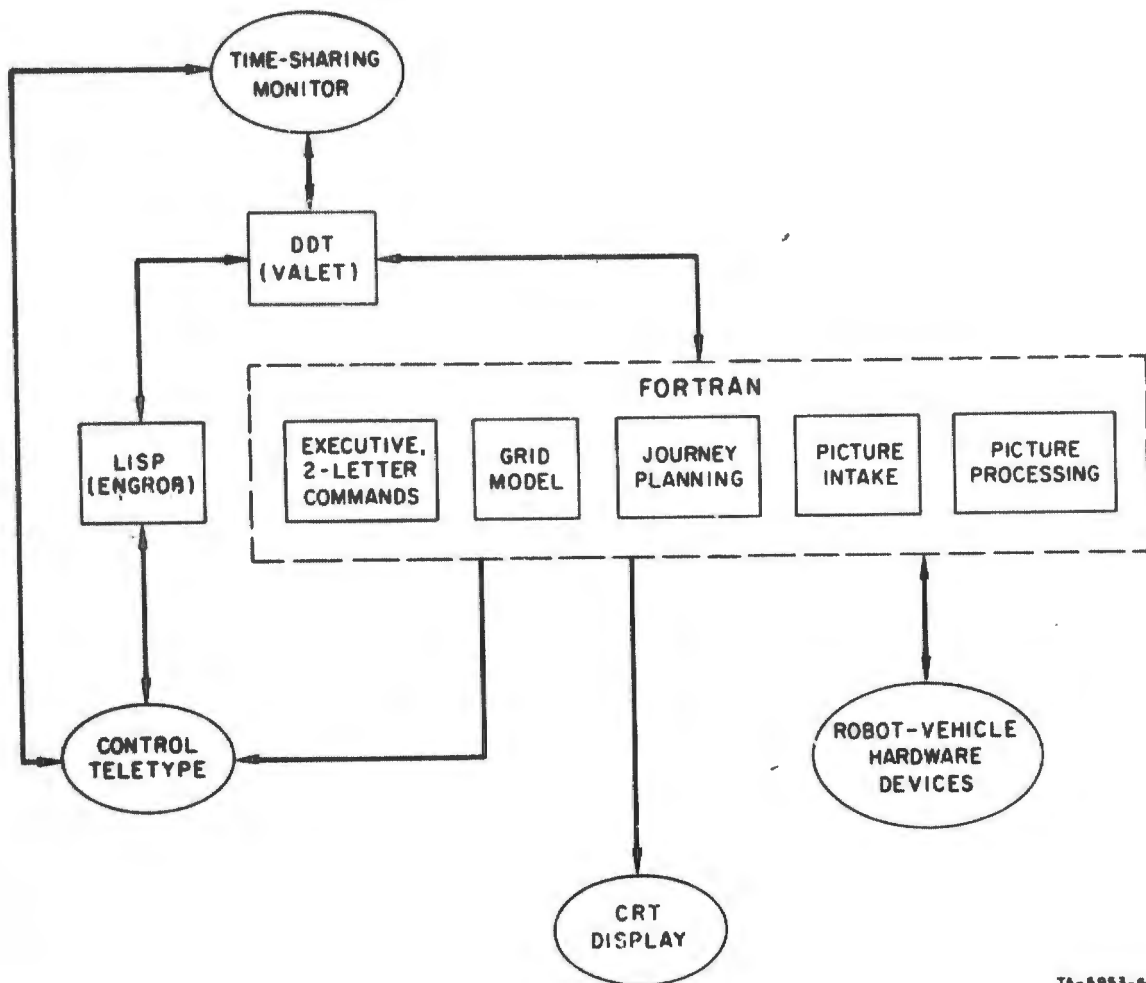 TIME-SHARING
MONITOR
DDT
(VALET)
FORTRAN
LISP
(ENGROB)
EXECUTIVE,
2-LETTER
COMMANDS
GRID
MODEL
JOURNEY
PLANNING
PICTURE
INTAKE
PICTURE
PROCESSING
CONTROL
TELETYPE
ROBOT-VEHICLE
HARDWARE
DEVICES
CRT
DISPLAY